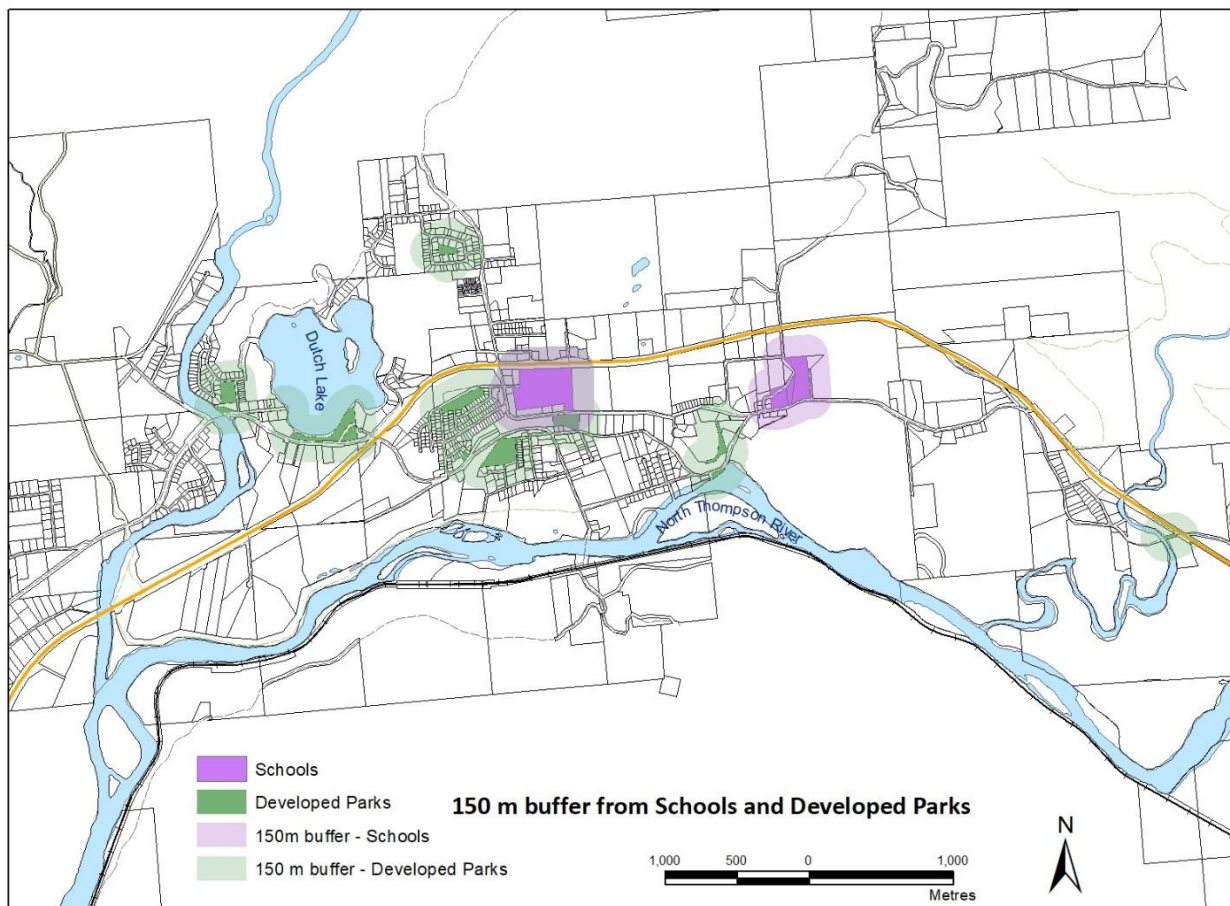 Dutch Lake
North Thompson River
Schools
Developed Parks
150m buffer - Schools
150 m buffer - Developed Parks
150 m buffer from Schools and Developed Parks
N
1,000 500 0 1,000
Metres